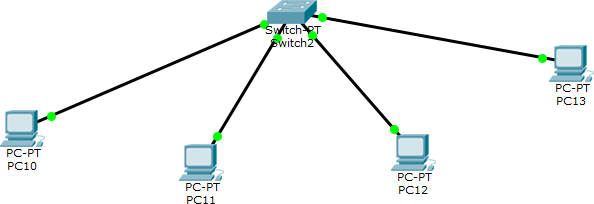 Switch-PT
Switch2
PC-PT
PC13
PC-PT
PC10
PC-PT
PC12
PC-PT
PC11